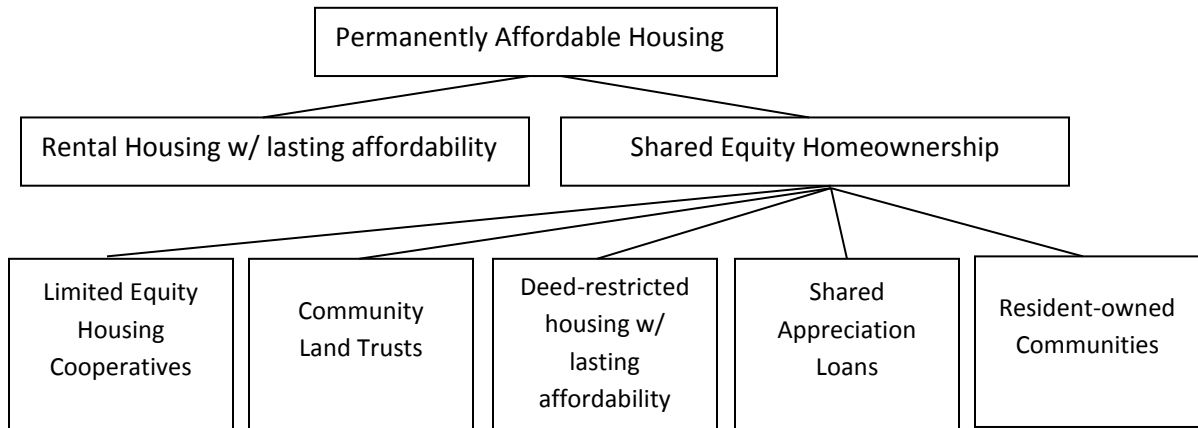 Permanently Affordable Housing
Rental Housing w/ lasting affordability
Shared Equity Homeownership
Limited Equity
Housing
Cooperatives
Community
Land Trusts
Deed-restricted
housing w/
lasting
affordability
Shared
Appreciation
Loans
Resident-owned
Communities